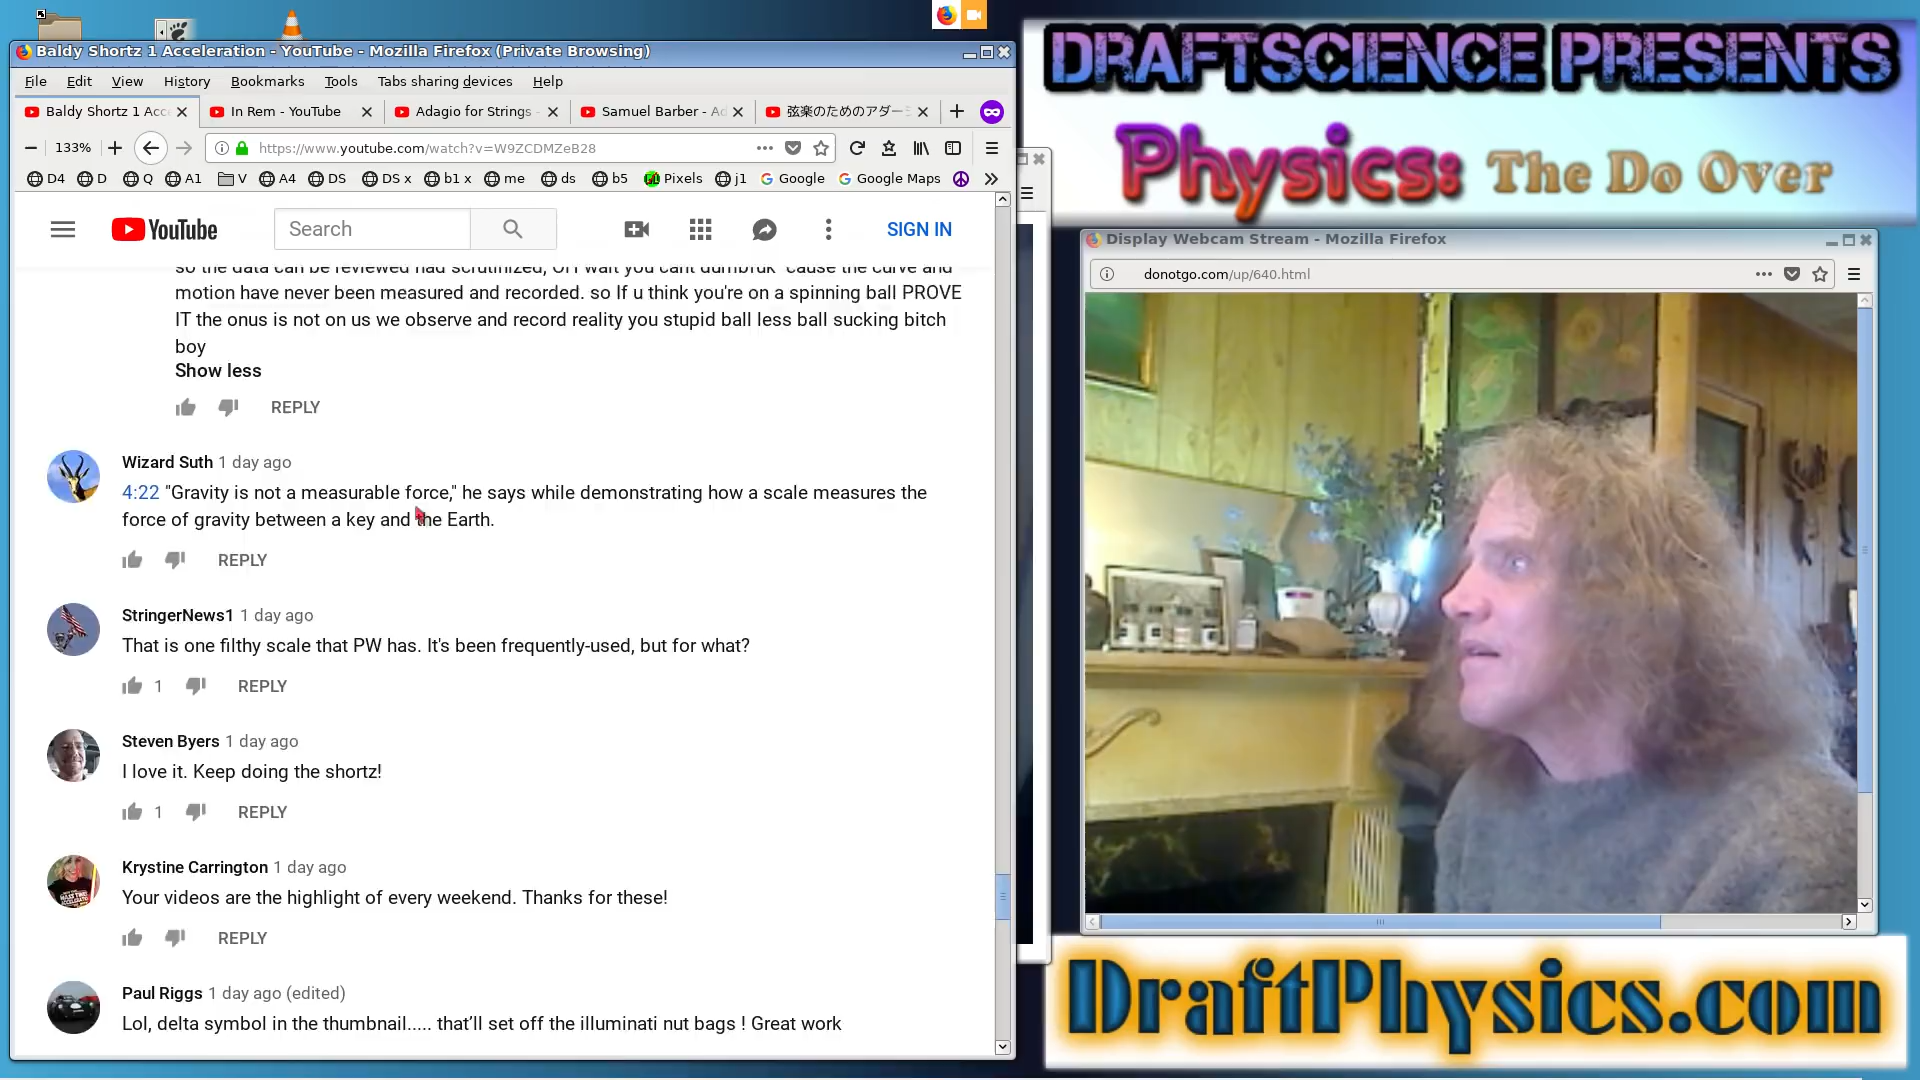 Baldy Shortz 1 Acceleration - YouTube - Mozilla Firefox (Private Browsing)
File Edit View History Bookmarks Tools Tabs sharing devices Help
Baldy Shortz 1 Acc
In Rem - YouTube
Adagio for Strings -
Samuel Barber - Ad
弦楽のためのアダー
133%
https://www.youtube.com/watch?v=W9ZCDMZeB28
D4 D Q A1 V A4 DS DS x b1 x me ds b5 Pixels j1 Google Google Maps
YouTube
Search
SIGN IN
so the data can be reviewed had scrutinized,
motion have never been measured and recorded. so If u think you're on a spinning ball PROVE
IT the onus is not on us we observe and record reality you stupid ball less ball sucking bitch
boy
Show less
REPLY
Wizard Suth 1 day ago
4:22 "Gravity is not a measurable force," he says while demonstrating how a scale measures the
force of gravity between a key and the Earth.
REPLY
StringerNews1 1 day ago
That is one filthy scale that PW has. It's been frequently-used, but for what?
1 REPLY
Steven Byers 1 day ago
I love it. Keep doing the shortz!
1 REPLY
Krystine Carrington 1 day ago
Your videos are the highlight of every weekend. Thanks for these!
REPLY
Paul Riggs 1 day ago (edited)
Lol, delta symbol in the thumbnail..... that’ll set off the illuminati nut bags ! Great work
DRAFTSCIENCE PRESENTS
Physics: The Do Over
Display Webcam Stream - Mozilla Firefox
donotgo.com/up/640.html
DraftPhysics.com